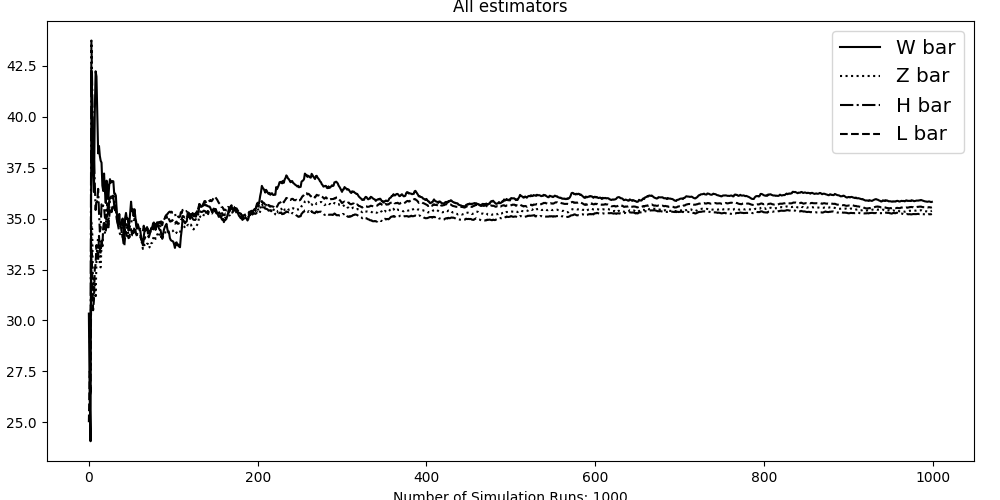 All estimators
W bar
Z bar
H bar
L bar
42.5
40.0
37.5
35.0
32.5
30.0
27.5
25.0
0 200 400 600 800 1000
Number of Simulation Runs: 1000